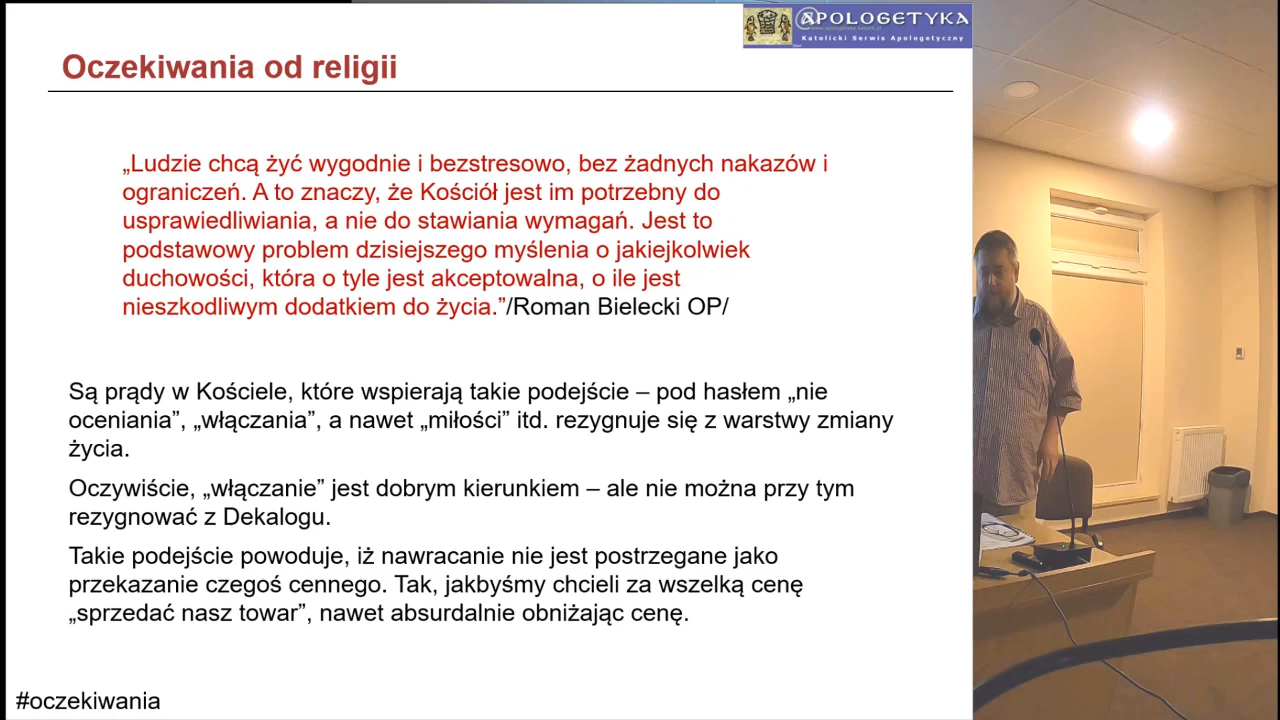 APOLOGETYKA
Katolicki Serwis Apologetyczny
Oczekiwania od religii
„Ludzie chcą żyć wygodnie i bezstresowo, bez żadnych nakazów i
ograniczeń. A to znaczy, że Kościół jest im potrzebny do
usprawiedliwiania, a nie do stawiania wymagań. Jest to
podstawowy problem dzisiejszego myślenia o jakiejkolwiek
duchowości, która o tyle jest akceptowalna, o ile jest
nieszkodliwym dodatkiem do życia.”/Roman Bielecki OP/
Są prądy w Kościele, które wspierają takie podejście – pod hasłem „nie
oceniania”, „włączania”, a nawet „miłości” itd. rezygnuje się z warstwy zmiany
życia.
Oczywiście, „włączanie” jest dobrym kierunkiem – ale nie można przy tym
rezygnować z Dekalogu.
Takie podejście powoduje, iż nawracanie nie jest postrzegane jako
przekazanie czegoś cennego. Tak, jakbyśmy chcieli za wszelką cenę
„sprzedać nasz towar”, nawet absurdalnie obniżając cenę.
#oczekiwania